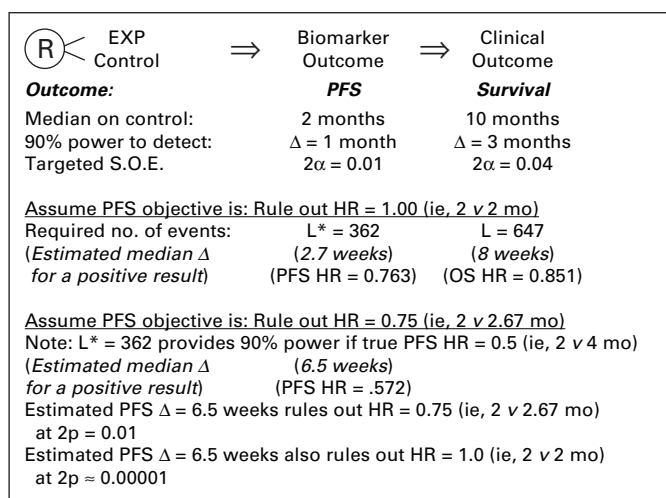 R EXP Control ⇒ Biomarker Outcome ⇒ Clinical Outcome
Outcome: PFS Survival
Median on control: 2 months 10 months
90% power to detect: Δ = 1 month Δ = 3 months
Targeted S.O.E. 2α = 0.01 2α = 0.04
Assume PFS objective is: Rule out HR = 1.00 (ie, 2 v 2 mo)
Required no. of events: L* = 362 L = 647
(Estimated median Δ (2.7 weeks) (8 weeks)
for a positive result) (PFS HR = 0.763) (OS HR = 0.851)
Assume PFS objective is: Rule out HR = 0.75 (ie, 2 v 2.67 mo)
Note: L* = 362 provides 90% power if true PFS HR = 0.5 (ie, 2 v 4 mo)
(Estimated median Δ (6.5 weeks)
for a positive result) (PFS HR = .572)
Estimated PFS Δ = 6.5 weeks rules out HR = 0.75 (ie, 2 v 2.67 mo)
at 2p = 0.01
Estimated PFS Δ = 6.5 weeks also rules out HR = 1.0 (ie, 2 v 2 mo)
at 2p ≈ 0.00001